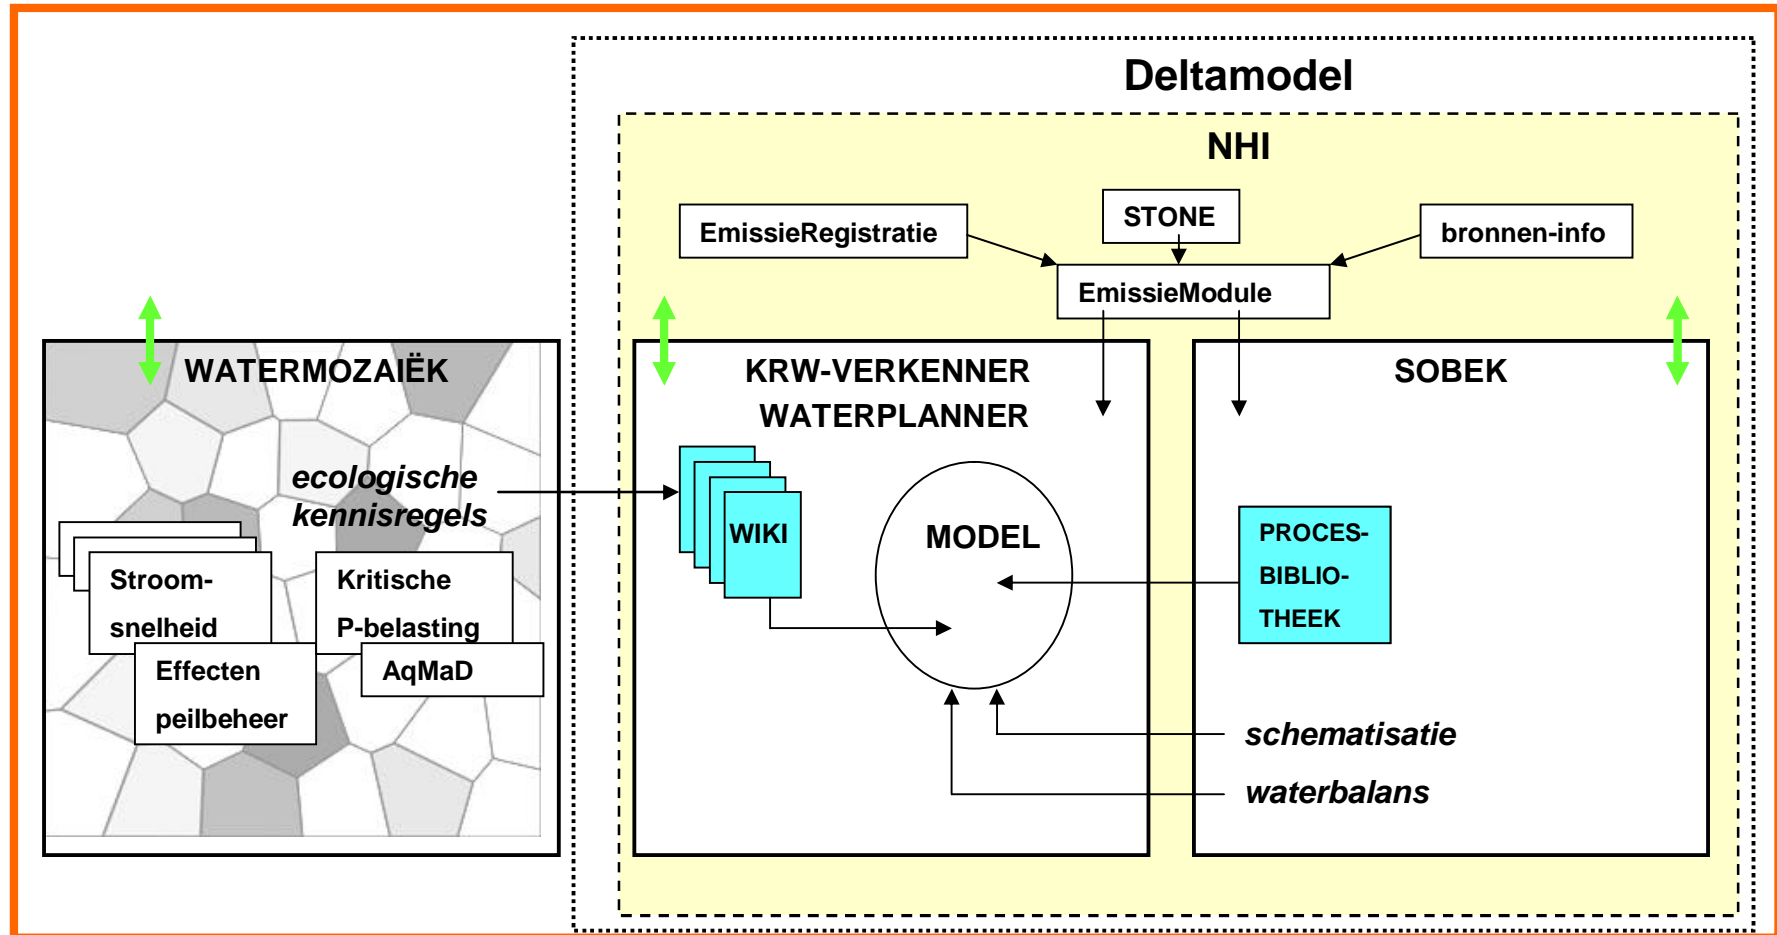 Deltamodel
NHI
EmissieRegistratie
STONE
bronnen-info
EmissieModule
WATERMOZAIËK
ecologische
kennisregels
Stroom-
snelheid
Kritische
P-belasting
Effecten
peilbeheer
AqMaD
KRW-VERKENNER
WATERPLANNER
WIKI
MODEL
SOBEK
PROCES-
BIBLIO-
THEEK
schematisatie
waterbalans